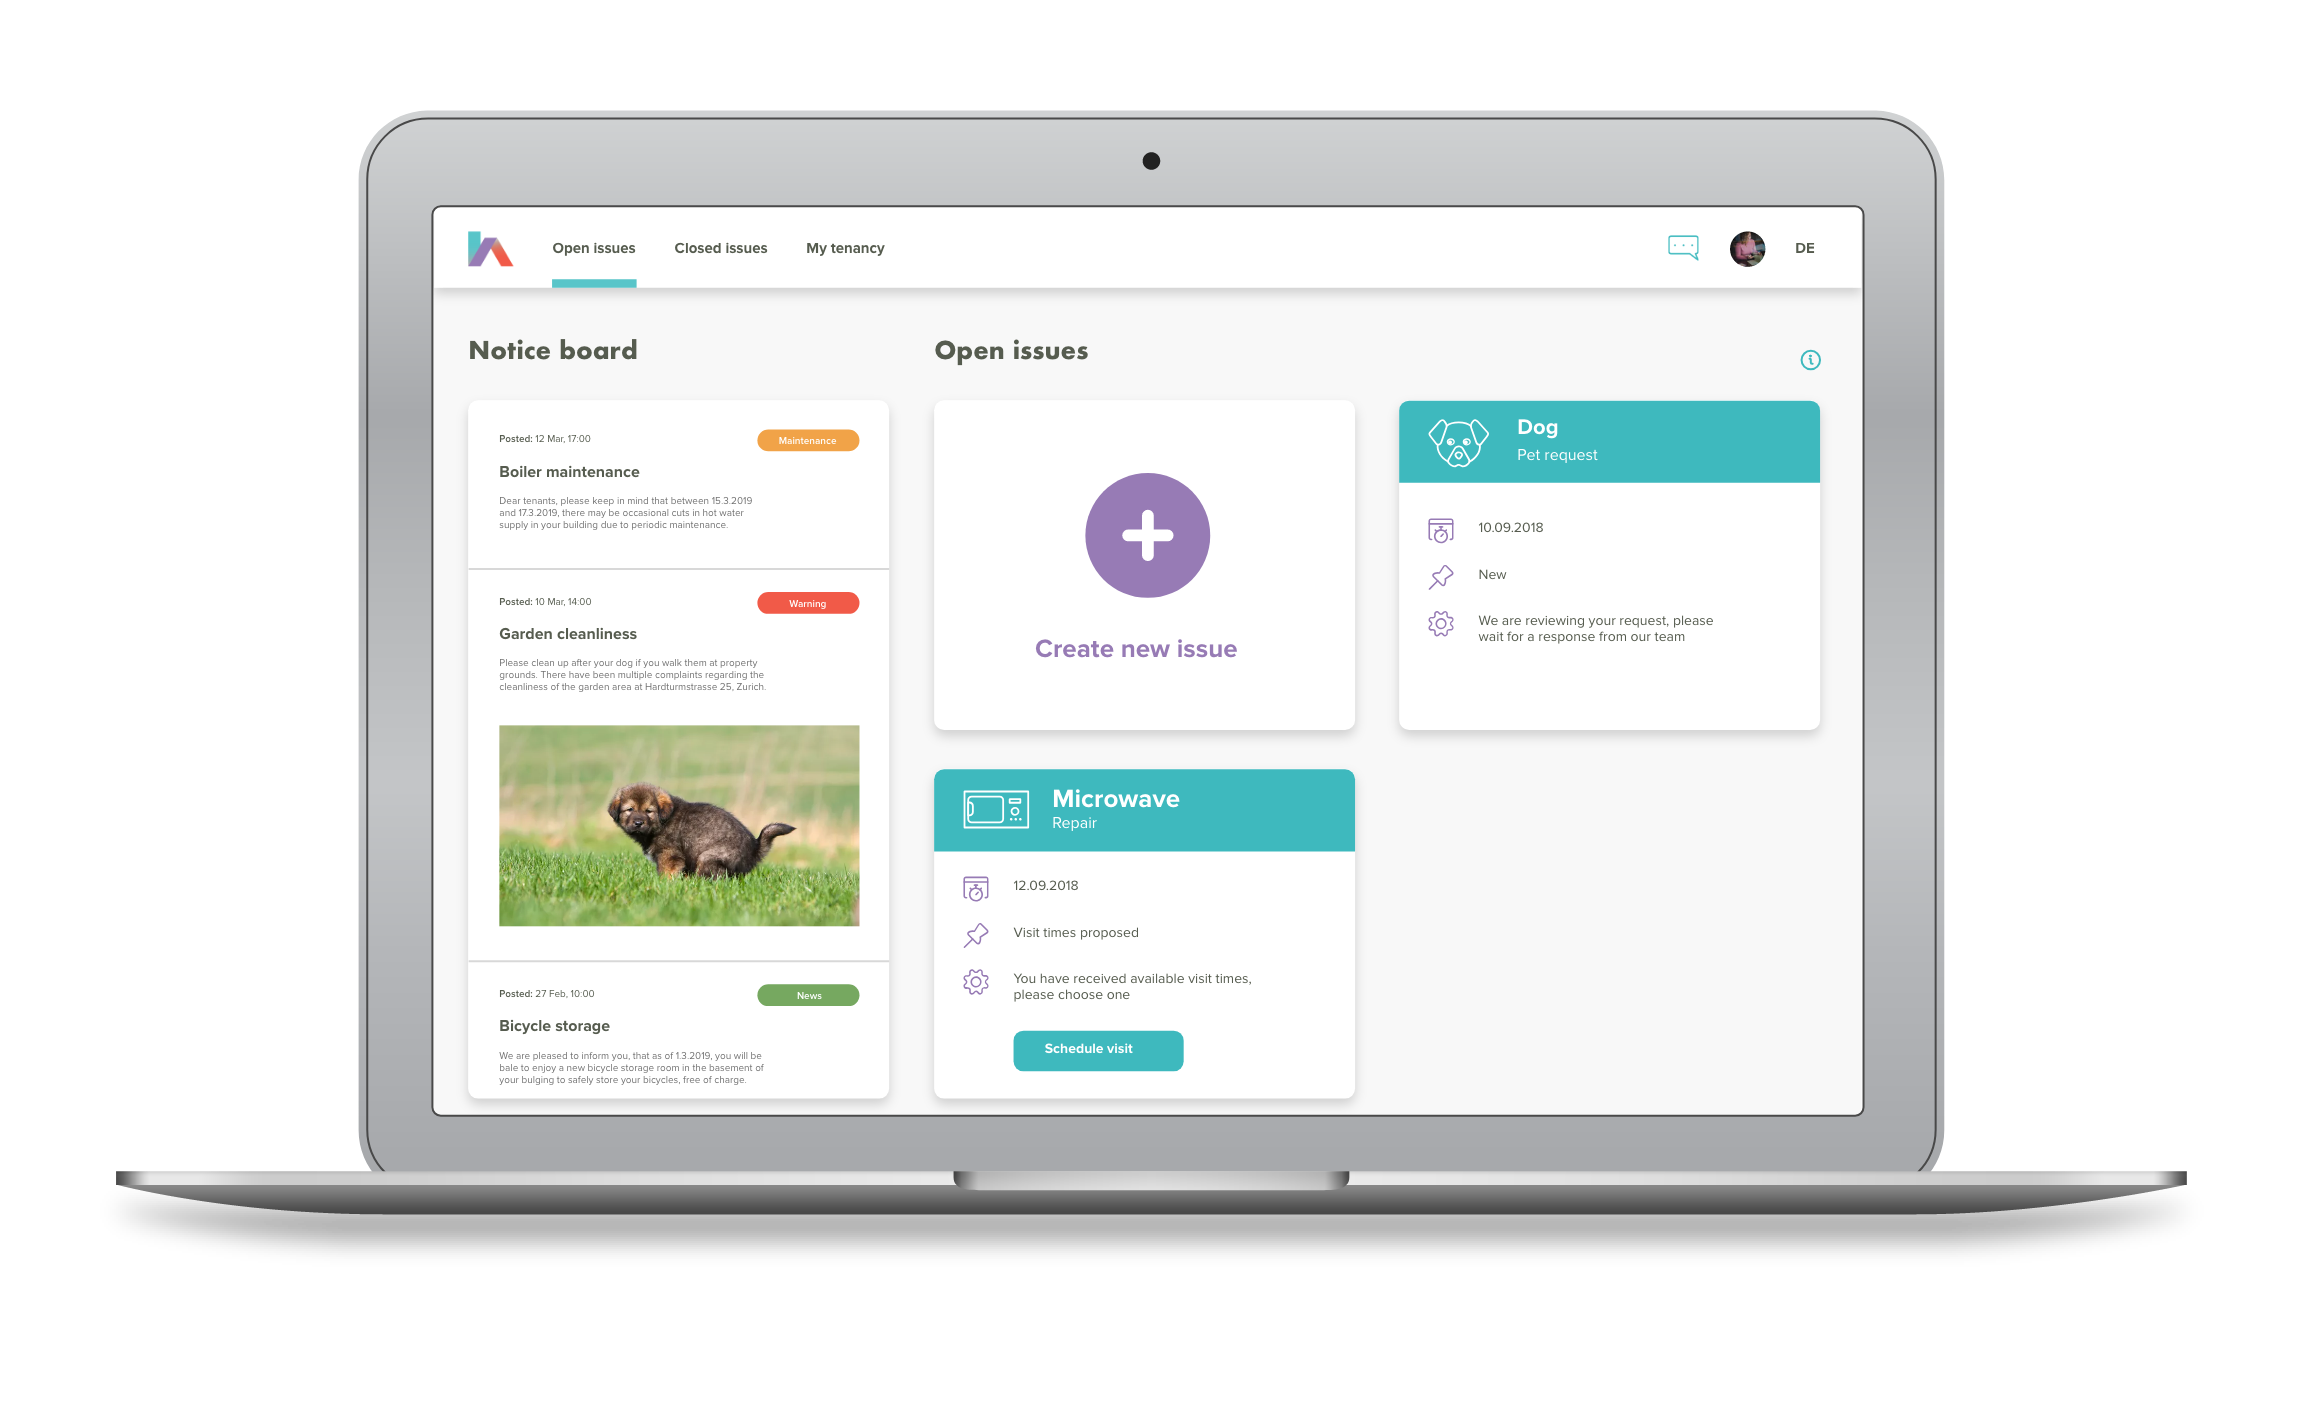 Open issues
Closed issues
My tenancy
DE
Notice board
Posted: 12 Mar, 17:00
Maintenance
Boiler maintenance
Dear tenants, please keep in mind that between 15.3.2019
and 17.3.2019, there may be occasional cuts in hot water
supply in your building due to periodic maintenance.
Posted: 10 Mar, 14:00
Warning
Garden cleanliness
Please clean up after your dog if you walk them at property
grounds. There have been multiple complaints regarding the
cleanliness of the garden area at Hardturmstrasse 25, Zurich.
Posted: 27 Feb, 10:00
News
Bicycle storage
We are pleased to inform you, that as of 1.3.2019, you will be
bale to enjoy a new bicycle storage room in the basement of
your bulging to safely store your bicycles, free of charge.
Open issues
Create new issue
Dog
Pet request
10.09.2018
New
We are reviewing your request, please
wait for a response from our team
Microwave
Repair
12.09.2018
Visit times proposed
You have received available visit times,
please choose one
Schedule visit